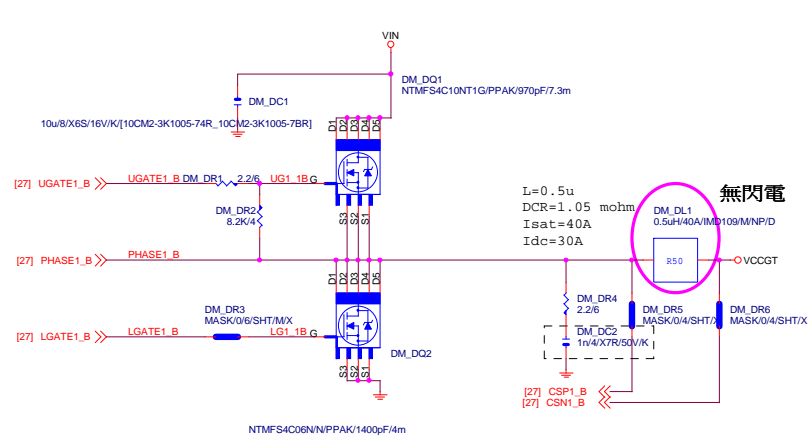 VIN
DM_DQ1
NTMFS4C10NT1G/PPAK/970pF/7.3m
DM_DC1
10u/8/X6S/16V/K/[10CM2-3K1005-74R_10CM2-3K1005-7BR]
D1
D2
D3
D4
D5
[27] UGATE1_B
UGATE1_B
DM_DR1
2.2/6
UG1_1B
G
S3
S2
S1
DM_DR2
8.2K/4
L=0.5u
DCR=1.05 mohm
Isat=40A
Idc=30A
無閃電
DM_DL1
0.5uH/40A/IMD109/M/NP/D
R50
VCCGT
[27] PHASE1_B
PHASE1_B
D1
D2
D3
D4
D5
DM_DR3
MASK/0/6/SHT/M/X
[27] LGATE1_B
LGATE1_B
LG1_1B
G
DM_DQ2
S3
S2
S1
NTMFS4C06N/N/PPAK/1400pF/4m
DM_DR4
2.2/6
DM_DC2
1n/4/X7R/50V/K
DM_DR5
MASK/0/4/SHT/X
DM_DR6
MASK/0/4/SHT/X
[27] CSP1_B
[27] CSN1_B